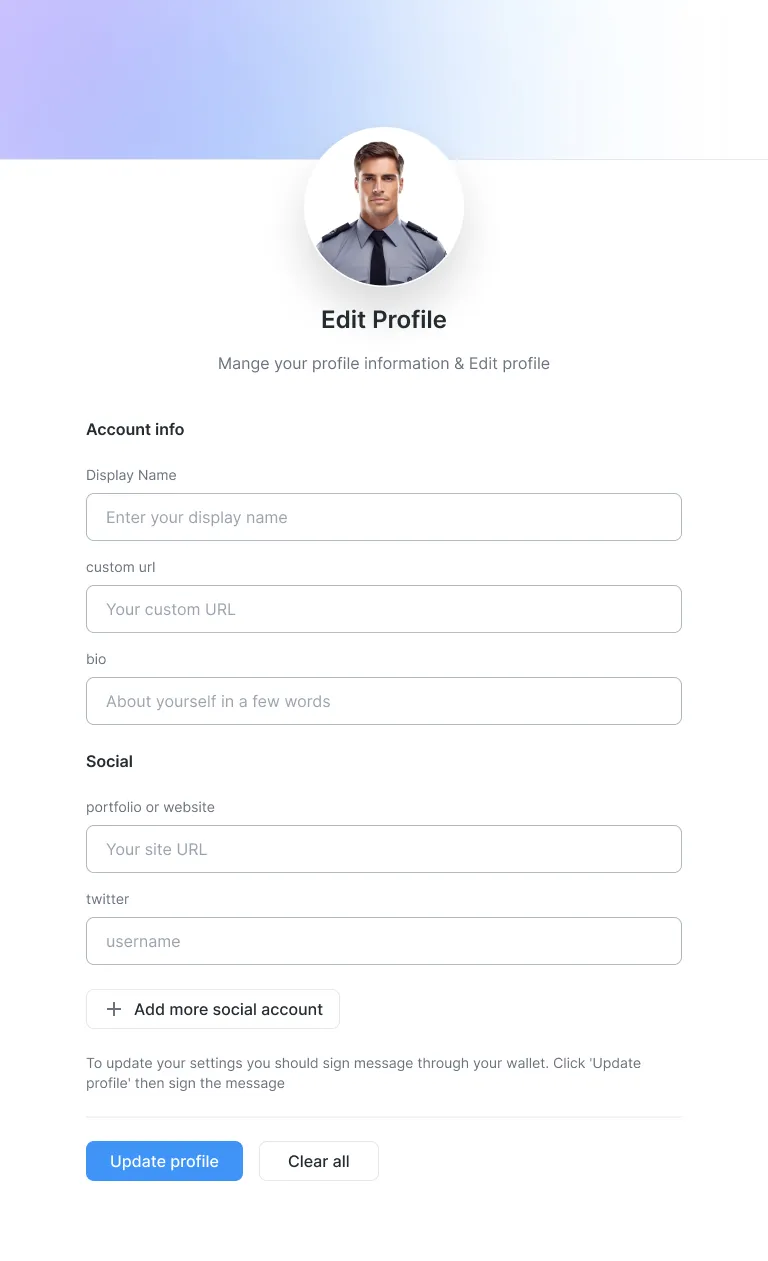 Edit Profile
Mange your profile information & Edit profile
Account info
Display Name
Enter your display name
custom url
Your custom URL
bio
About yourself in a few words
Social
portfolio or website
Your site URL
twitter
username
Add more social account
To update your settings you should sign message through your wallet. Click 'Update
profile' then sign the message
Update profile
Clear all